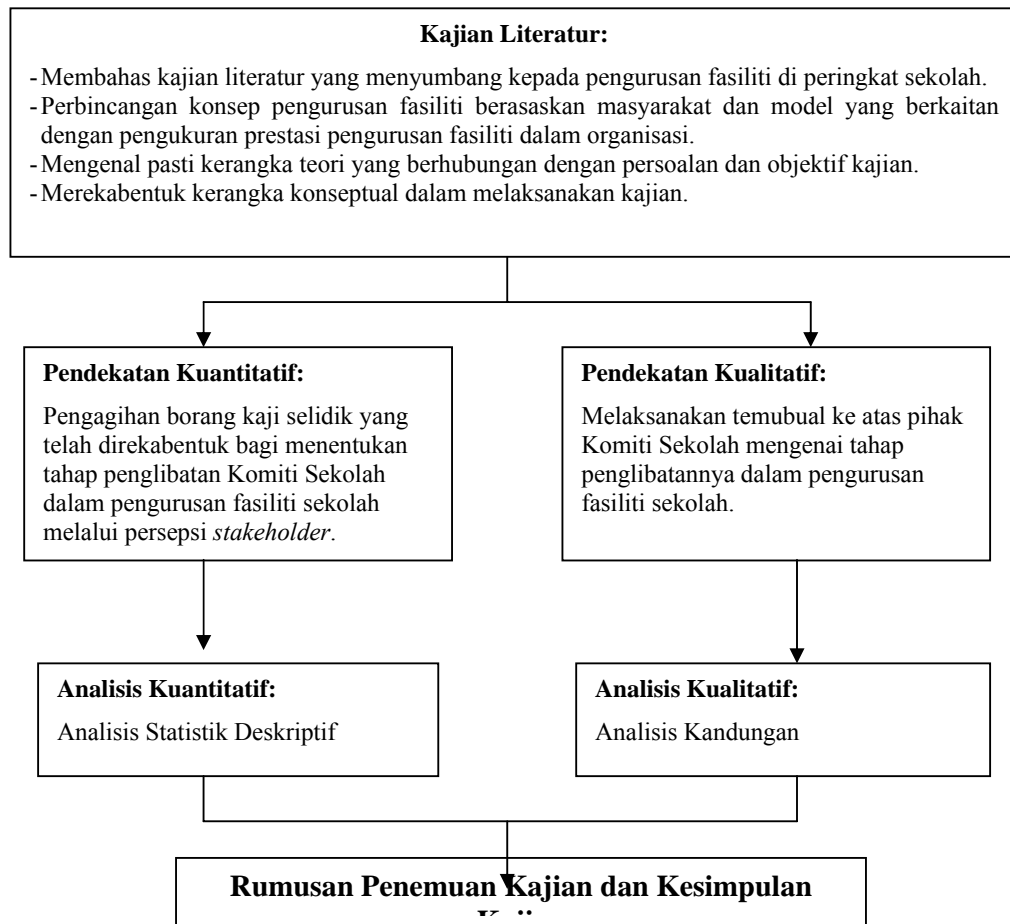 Kajian Literatur:
- Membahas kajian literatur yang menyumbang kepada pengurusan fasiliti di peringkat sekolah.
- Perbincangan konsep pengurusan fasiliti berasaskan masyarakat dan model yang berkaitan
dengan pengukuran prestasi pengurusan fasiliti dalam organisasi.
- Mengenal pasti kerangka teori yang berhubungan dengan persoalan dan objektif kajian.
- Merekabentuk kerangka konseptual dalam melaksanakan kajian.
Pendekatan Kuantitatif:
Pengagihan borang kaji selidik yang
telah direkabentuk bagi menentukan
tahap penglibatan Komiti Sekolah
dalam pengurusan fasiliti sekolah
melalui persepsi stakeholder.
Pendekatan Kualitatif:
Melaksanakan temubual ke atas pihak
Komiti Sekolah mengenai tahap
penglibatannya dalam pengurusan
fasiliti sekolah.
Analisis Kuantitatif:
Analisis Statistik Deskriptif
Analisis Kualitatif:
Analisis Kandungan
Rumusan Penemuan Kajian dan Kesimpulan